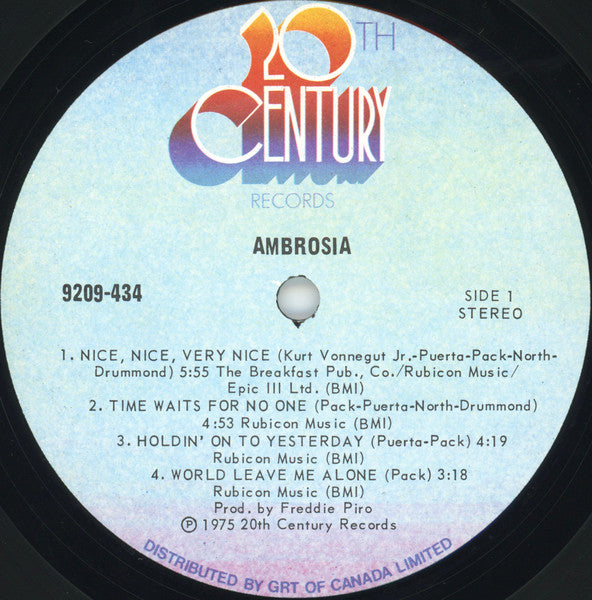 20TH
CENTURY
RECORDS
AMBROSIA
9209-434
SIDE 1
STEREO
1. NICE, NICE, VERY NICE (Kurt Vonnegut Jr.-Puerta-Pack-North-
Drummond) 5:55 The Breakfast Pub., Co./Rubicon Music/
Epic III Ltd. (BMI)
2. TIME WAITS FOR NO ONE (Pack-Puerta-North-Drummond)
4:53 Rubicon Music (BMI)
3. HOLDIN' ON TO YESTERDAY (Puerta-Pack) 4:19
Rubicon Music (BMI)
4. WORLD LEAVE ME ALONE (Pack) 3:18
Rubicon Music (BMI)
Prod. by Freddie Piro
℗ 1975 20th Century Records
DISTRIBUTED BY GRT OF CANADA LIMITED